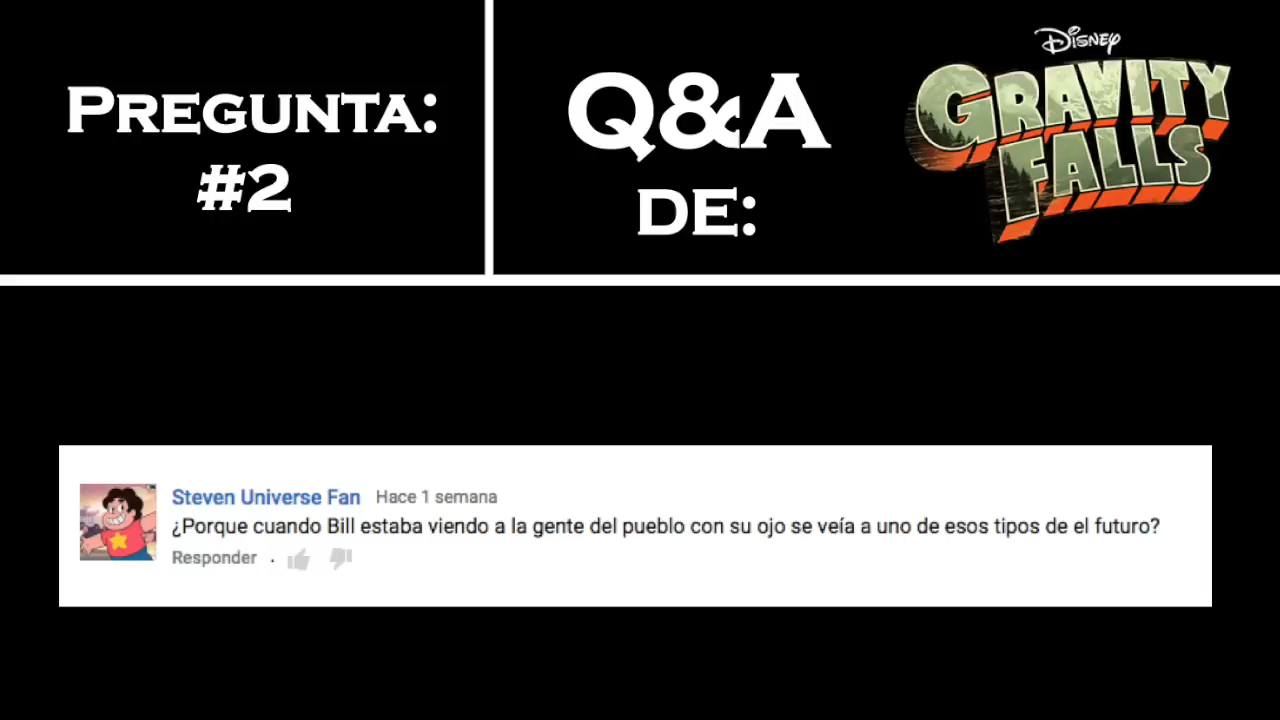 PREGUNTA:
#2
Q&A
DE:
DISNEY
GRAVITY
FALLS
Steven Universe Fan Hace 1 semana
¿Porque cuando Bill estaba viendo a la gente del pueblo con su ojo se veía a uno de esos tipos de el futuro?
Responder ·